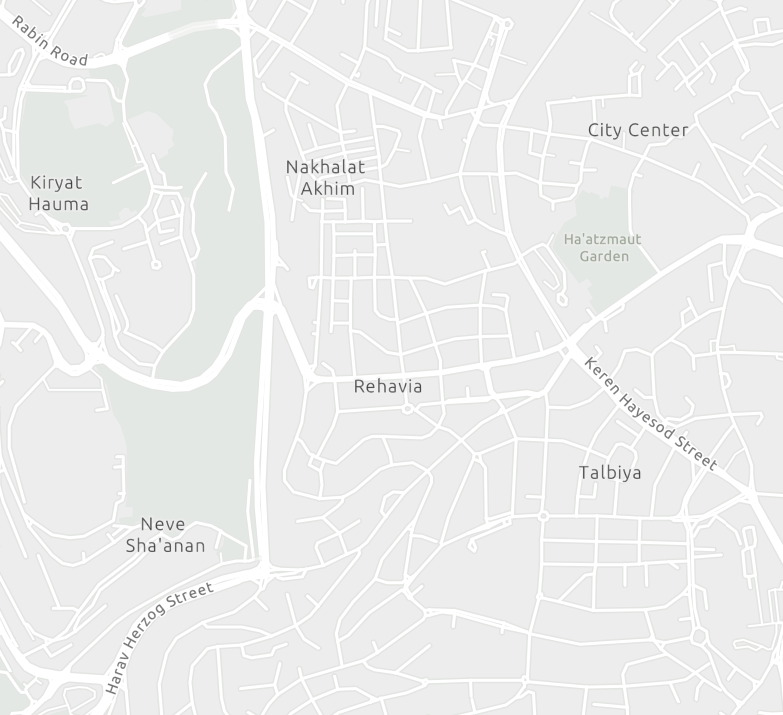 Rabin Road
City Center
Nakhalat
Akhim
Kiryat
Hauma
Ha'atzmaut
Garden
Rehavia
Keren Hayesod Street
Talbiya
Neve
Sha'anan
Harav Herzog Street